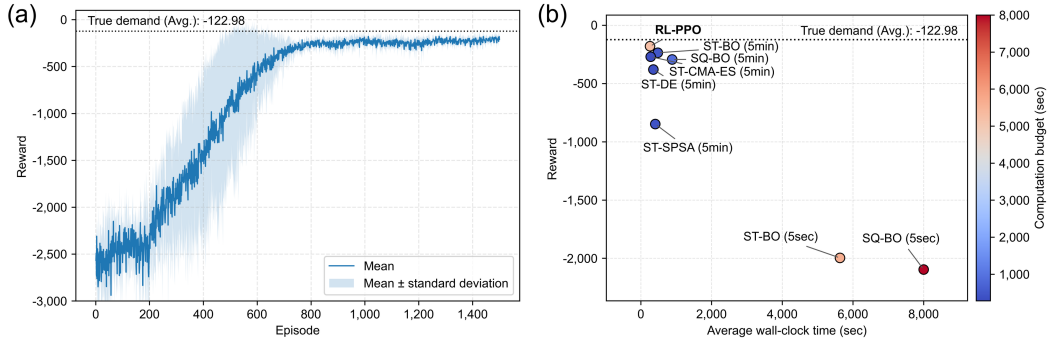 (a)
True demand (Avg.): -122.98
0
-500
-1,000
-1,500
-2,000
-2,500
-3,000
Reward
0
200
400
600
800
1,000
1,200
1,400
Episode
Mean
Mean ± standard deviation
(b)
RL-PPO
True demand (Avg.): -122.98
ST-BO (5min)
SQ-BO (5min)
ST-CMA-ES (5min)
ST-DE (5min)
ST-SPSA (5min)
ST-BO (5sec)
SQ-BO (5sec)
0
-500
-1,000
-1,500
-2,000
Reward
0
2,000
4,000
6,000
8,000
Average wall-clock time (sec)
8,000
7,000
6,000
5,000
4,000
3,000
2,000
1,000
Computation budget (sec)